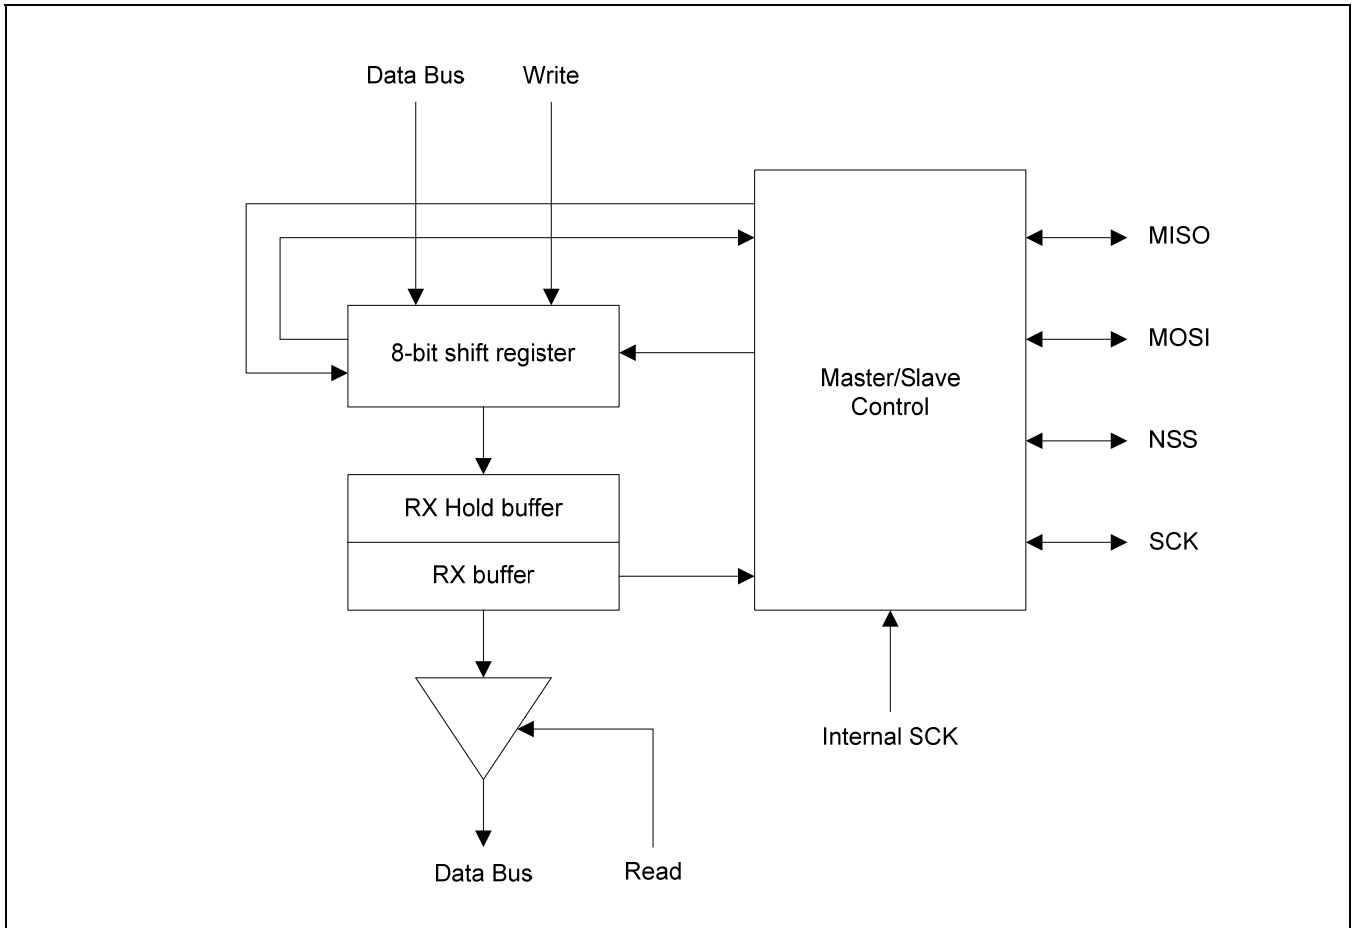 Data Bus
Write
MISO
8-bit shift register
MOSI
Master/Slave
Control
NSS
RX Hold buffer
SCK
RX buffer
Internal SCK
Data Bus
Read